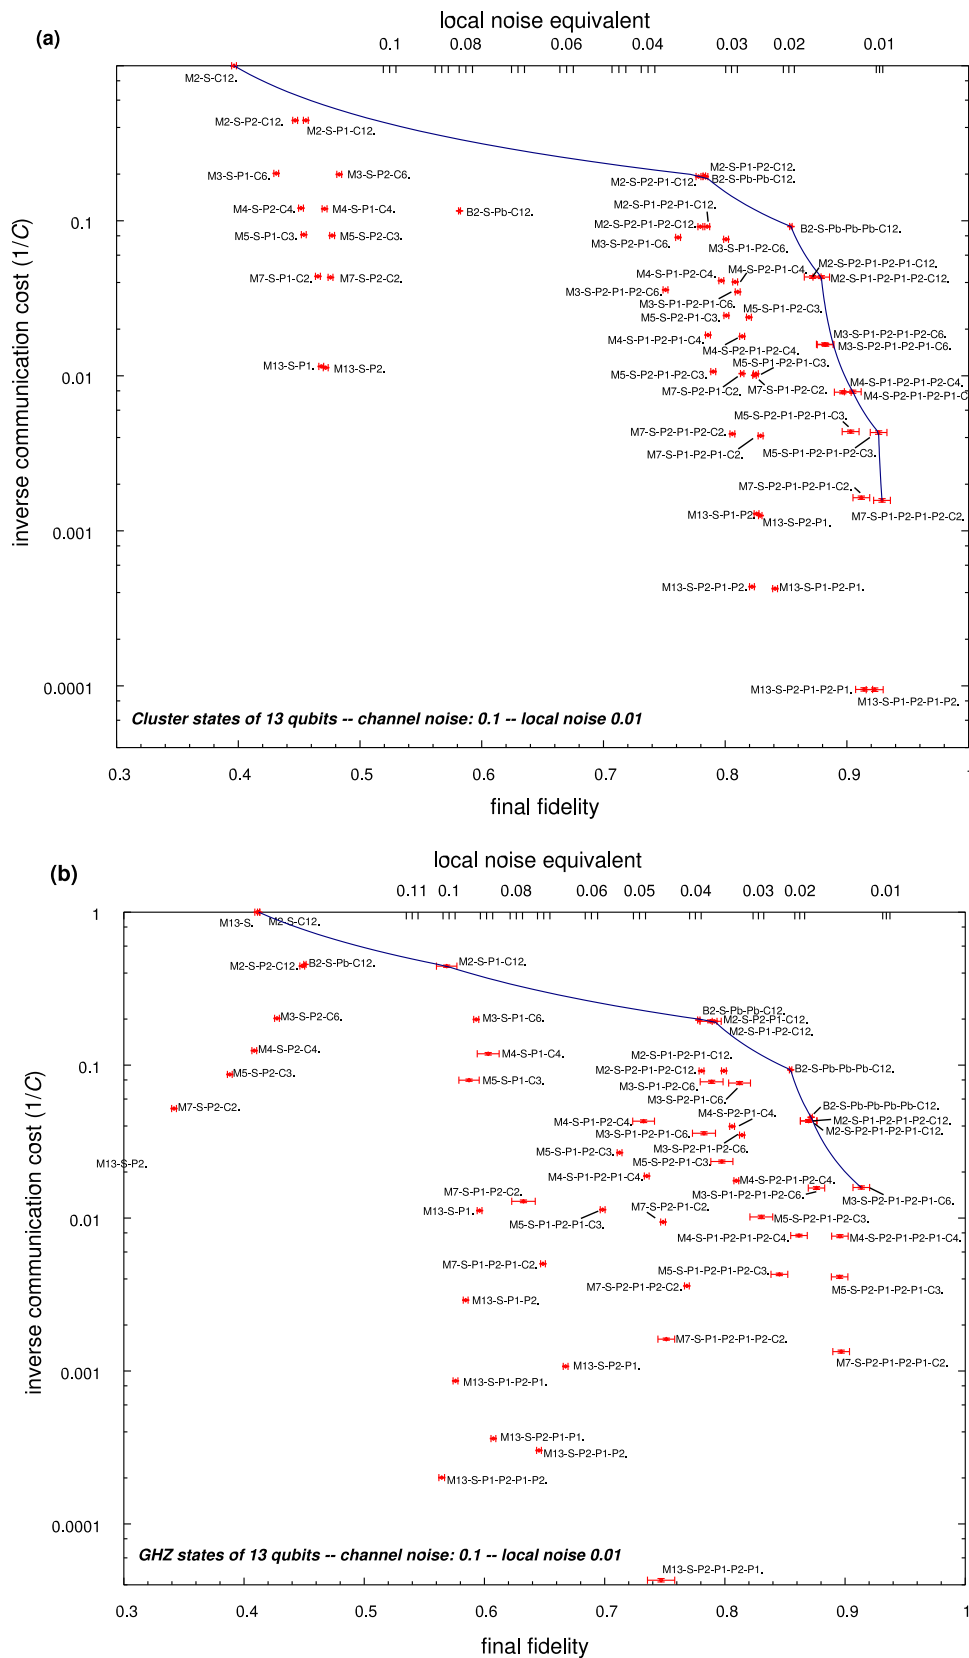 local noise equivalent
(a)
0.1 0.08 0.06 0.04 0.03 0.02 0.01
M2-S-C12.
M2-S-P2-C12.
M2-S-P1-C12.
M2-S-P1-P2-C12.
M3-S-P1-C6.
M3-S-P2-C6.
M2-S-P2-P1-C12.
B2-S-Pb-Pb-C12.
M2-S-P1-P2-P1-C12.
M4-S-P2-C4.
M4-S-P1-C4.
B2-S-Pb-C12.
0.1
M2-S-P2-P1-P2-C12.
B2-S-Pb-Pb-Pb-C12.
M5-S-P1-C3.
M5-S-P2-C3.
M3-S-P2-P1-C6.
M3-S-P1-P2-C6.
M7-S-P1-C2.
M7-S-P2-C2.
M4-S-P1-P2-C4.
M4-S-P2-P1-C4.
M2-S-P2-P1-P2-P1-C12.
M2-S-P1-P2-P1-P2-C12.
M3-S-P2-P1-P2-C6.
M3-S-P1-P2-P1-C6.
M5-S-P1-P2-C3.
M5-S-P2-P1-C3.
M4-S-P1-P2-P1-C4.
M3-S-P1-P2-P1-P2-C6.
M3-S-P2-P1-P2-P1-C6.
M4-S-P2-P1-P2-C4.
M13-S-P1.
M13-S-P2.
M5-S-P1-P2-P1-C3.
M5-S-P2-P1-P2-C3.
0.01
M7-S-P2-P1-C2.
M7-S-P1-P2-C2.
M4-S-P1-P2-P1-P2-C4.
M4-S-P2-P1-P2-P1-C
M5-S-P2-P1-P2-P1-C3.
M7-S-P2-P1-P2-C2.
M7-S-P1-P2-P1-C2.
M5-S-P1-P2-P1-P2-C3.
M7-S-P2-P1-P2-P1-C2.
M13-S-P1-P2.
M13-S-P2-P1.
M7-S-P1-P2-P1-P2-C2.
0.001
M13-S-P2-P1-P2.
M13-S-P1-P2-P1.
M13-S-P2-P1-P2-P1.
M13-S-P1-P2-P1-P2.
0.0001
Cluster states of 13 qubits -- channel noise: 0.1 -- local noise 0.01
inverse communication cost (1/C)
0.3 0.4 0.5 0.6 0.7 0.8 0.9 1
final fidelity
local noise equivalent
(b)
0.11 0.1 0.08 0.06 0.05 0.04 0.03 0.02 0.01
1
M13-S.
M2-S-C12.
M2-S-P2-C12.
B2-S-Pb-C12.
M2-S-P1-C12.
M3-S-P2-C6.
M3-S-P1-C6.
B2-S-Pb-Pb-C12.
M2-S-P2-P1-C12.
M2-S-P1-P2-C12.
M4-S-P2-C4.
M4-S-P1-C4.
M2-S-P1-P2-P1-C12.
M2-S-P2-P1-P2-C12.
B2-S-Pb-Pb-Pb-C12.
0.1
M5-S-P2-C3.
M5-S-P1-C3.
M3-S-P1-P2-C6.
M3-S-P2-P1-C6.
M7-S-P2-C2.
B2-S-Pb-Pb-Pb-Pb-C12.
M4-S-P1-P2-C4.
M4-S-P2-P1-C4.
M2-S-P1-P2-P1-P2-C12.
M2-S-P2-P1-P2-P1-C12.
M3-S-P1-P2-P1-C6.
M3-S-P2-P1-P2-C6.
M5-S-P1-P2-C3.
M5-S-P2-P1-C3.
M13-S-P2.
M4-S-P1-P2-P1-C4.
M4-S-P2-P1-P2-C4.
M7-S-P1-P2-C2.
M3-S-P1-P2-P1-P2-C6.
M3-S-P2-P1-P2-P1-C6.
M13-S-P1.
M7-S-P2-P1-C2.
0.01
M5-S-P1-P2-P1-C3.
M5-S-P2-P1-P2-C3.
M4-S-P1-P2-P1-P2-C4.
M4-S-P2-P1-P2-P1-C4.
M7-S-P1-P2-P1-C2.
M5-S-P1-P2-P1-P2-C3.
M7-S-P2-P1-P2-C2.
M5-S-P2-P1-P2-P1-C3.
M13-S-P1-P2.
M7-S-P1-P2-P1-P2-C2.
M7-S-P2-P1-P2-P1-C2.
0.001
M13-S-P2-P1.
M13-S-P1-P2-P1.
M13-S-P2-P1-P1.
M13-S-P2-P1-P2.
M13-S-P1-P2-P1-P2.
0.0001
GHZ states of 13 qubits -- channel noise: 0.1 -- local noise 0.01
M13-S-P2-P1-P2-P1.
inverse communication cost (1/C)
0.3 0.4 0.5 0.6 0.7 0.8 0.9 1
final fidelity